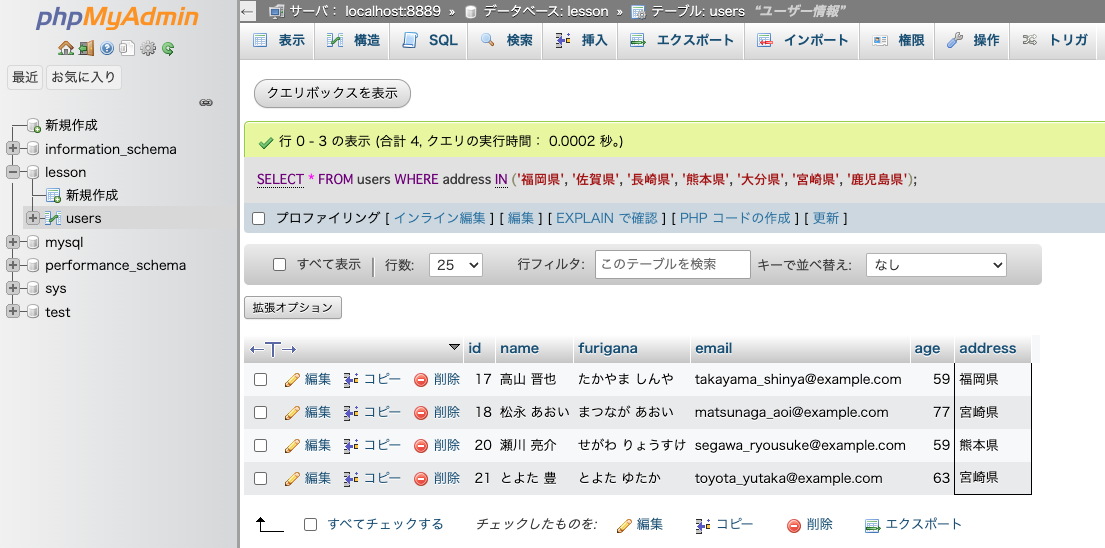 phpMyAdmin
最近 お気に入り
新規作成
information_schema
lesson
新規作成
users
mysql
performance_schema
sys
test
サーバ: localhost:8889 » データベース: lesson » テーブル: users "ユーザー情報"
表示 構造 SQL 検索 挿入 エクスポート インポート 権限 操作 トリガ
クエリボックスを表示
行 0 - 3 の表示 (合計 4, クエリの実行時間: 0.0002 秒。)
SELECT * FROM users WHERE address IN ('福岡県', '佐賀県', '長崎県', '熊本県', '大分県', '宮崎県', '鹿児島県');
プロファイリング [ インライン編集 ] [ 編集 ] [ EXPLAIN で確認 ] [ PHP コードの作成 ] [ 更新 ]
すべて表示 行数: 25 行フィルタ: このテーブルを検索 キーで並べ替え: なし
拡張オプション
←T→ id name furigana email age address
編集 コピー 削除 17 高山 晋也 たかやま しんや takayama_shinya@example.com 59 福岡県
編集 コピー 削除 18 松永 あおい まつなが あおい matsunaga_aoi@example.com 77 宮崎県
編集 コピー 削除 20 瀬川 亮介 せがわ りょうすけ segawa_ryousuke@example.com 59 熊本県
編集 コピー 削除 21 とよた 豊 とよた ゆたか toyota_yutaka@example.com 63 宮崎県
すべてチェックする チェックしたものを: 編集 コピー 削除 エクスポート